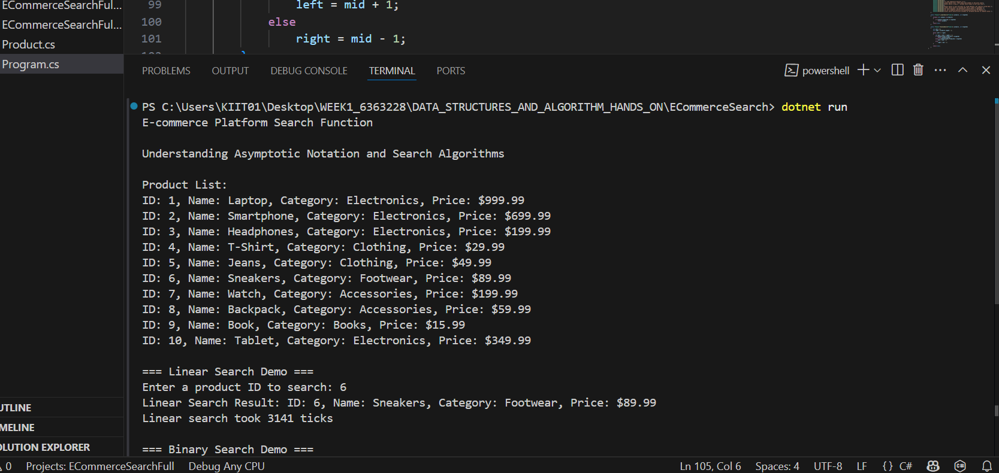 ECommerceSearchFul...
ECommerceSearchFul...
Product.cs
Program.cs
UTLINE
MELINE
OLUTION EXPLORER
99 left = mid + 1;
100 else
101 right = mid - 1;
PROBLEMS OUTPUT DEBUG CONSOLE TERMINAL PORTS powershell
PS C:\Users\KIIT01\Desktop\WEEK1_6363228\DATA_STRUCTURES_AND_ALGORITHM_HANDS_ON\ECommerceSearch> dotnet run
E-commerce Platform Search Function
Understanding Asymptotic Notation and Search Algorithms
Product List:
ID: 1, Name: Laptop, Category: Electronics, Price: $999.99
ID: 2, Name: Smartphone, Category: Electronics, Price: $699.99
ID: 3, Name: Headphones, Category: Electronics, Price: $199.99
ID: 4, Name: T-Shirt, Category: Clothing, Price: $29.99
ID: 5, Name: Jeans, Category: Clothing, Price: $49.99
ID: 6, Name: Sneakers, Category: Footwear, Price: $89.99
ID: 7, Name: Watch, Category: Accessories, Price: $199.99
ID: 8, Name: Backpack, Category: Accessories, Price: $59.99
ID: 9, Name: Book, Category: Books, Price: $15.99
ID: 10, Name: Tablet, Category: Electronics, Price: $349.99
=== Linear Search Demo ===
Enter a product ID to search: 6
Linear Search Result: ID: 6, Name: Sneakers, Category: Footwear, Price: $89.99
Linear search took 3141 ticks
=== Binary Search Demo ===
0 Projects: ECommerceSearchFull Debug Any CPU Ln 105, Col 6 Spaces: 4 UTF-8 LF {} C#